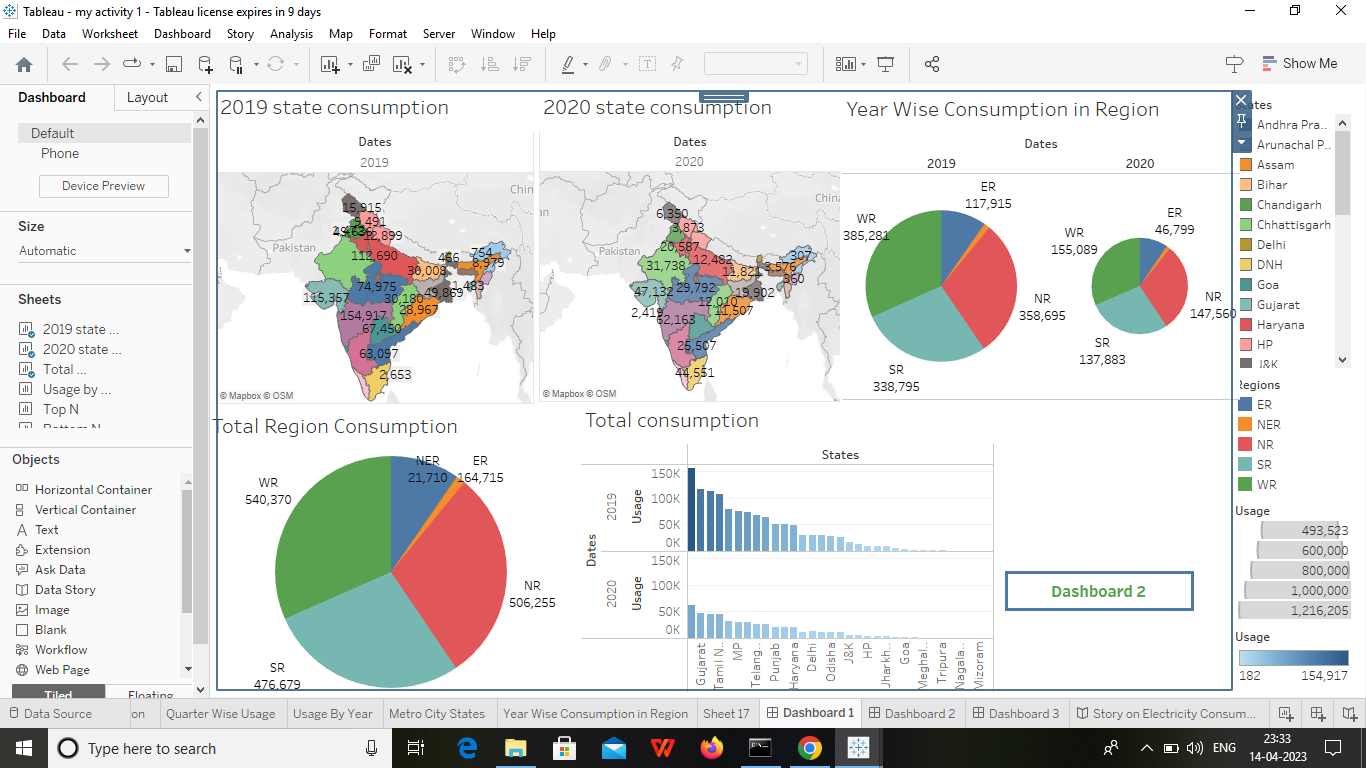 Tableau - my activity 1 - Tableau license expires in 9 days
File Data Worksheet Dashboard Story Analysis Map Format Server Window Help
Show Me
Dashboard Layout
Default
Phone
Device Preview
Size
Automatic
Sheets
2019 state ...
2020 state ...
Total ...
Usage by ...
Top N
Bottom N
Objects
Horizontal Container
Vertical Container
Text
Extension
Ask Data
Data Story
Image
Blank
Workflow
Web Page
Tiled Floating
2019 state consumption
Dates
2019
Pakistan
Chin
15,915
9,491
12,899
112,690
466
754
8,979
30,008
1,483
74,975
49,869
115,357
30,180
28,967
154,917
67,450
63,097
2,653
© Mapbox © OSM
2020 state consumption
Dates
2020
an
Pakistan
Chin
6,350
3,873
20,587
12,482
31,738
307
3,576
11,821
360
47,132
29,792
19,902
12,010
2,419
11,507
62,163
25,507
44,551
© Mapbox © OSM
Year Wise Consumption in Region
Dates
2019 2020
ER
117,915
WR
385,281
NR
358,695
SR
338,795
ER
46,799
WR
155,089
NR
147,560
SR
137,883
Total Region Consumption
NER
21,710
ER
164,715
WR
540,370
NR
506,255
SR
476,679
Total consumption
States
Dates
2019
Usage
150K
100K
50K
0K
2020
Usage
150K
100K
50K
0K
Gujarat
Tamil N..
MP
Telang..
Punjab
Haryana
Delhi
Odisha
J&K
HP
Jharkh..
Goa
Meghal..
Tripura
Nagala..
Mizoram
Dashboard 2
States
Andhra Pra..
Arunachal P..
Assam
Bihar
Chandigarh
Chhattisgarh
Delhi
DNH
Goa
Gujarat
Haryana
HP
J&K
Regions
ER
NER
NR
SR
WR
Usage
493,523
600,000
800,000
1,000,000
1,216,205
Usage
182 154,917
Data Source on Quarter Wise Usage Usage By Year Metro City States Year Wise Consumption in Region Sheet 17 Dashboard 1 Dashboard 2 Dashboard 3 Story on Electricity Consum...
Type here to search
ENG
23:33
14-04-2023